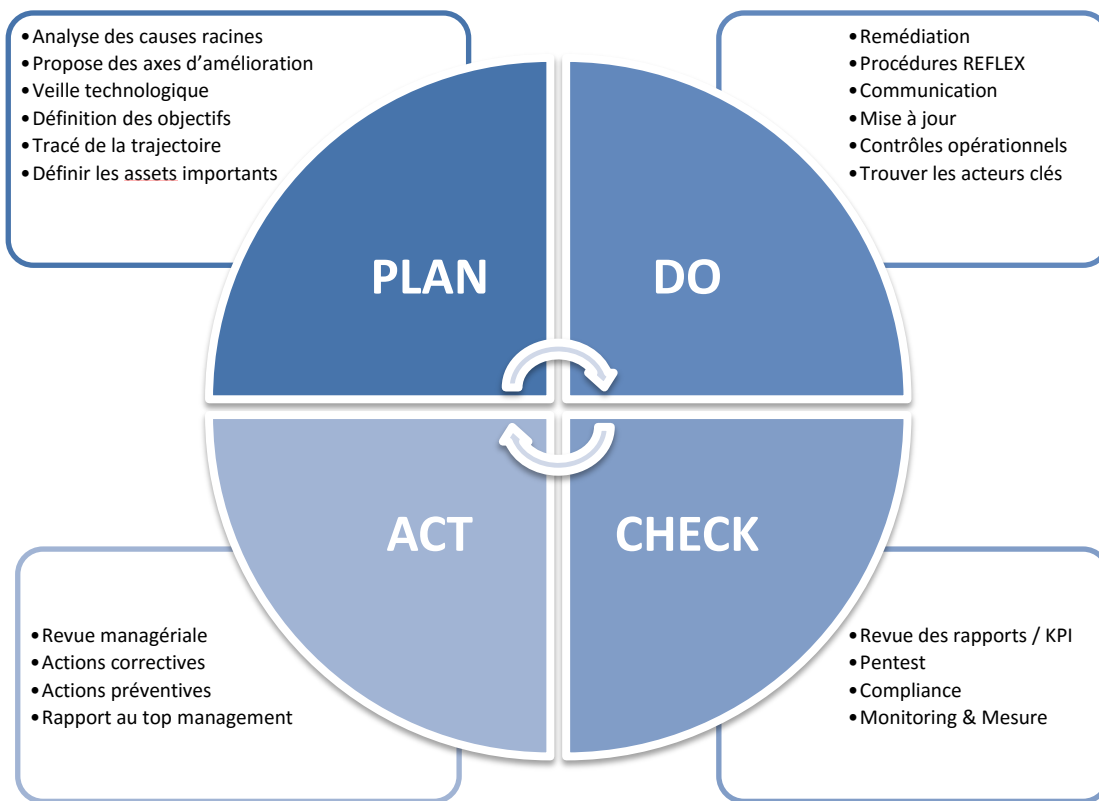 • Analyse des causes racines
• Propose des axes d’amélioration
• Veille technologique
• Définition des objectifs
• Tracé de la trajectoire
• Définir les assets importants
• Remédiation
• Procédures REFLEX
• Communication
• Mise à jour
• Contrôles opérationnels
• Trouver les acteurs clés
PLAN
DO
ACT
CHECK
• Revue managériale
• Actions correctives
• Actions préventives
• Rapport au top management
• Revue des rapports / KPI
• Pentest
• Compliance
• Monitoring & Mesure